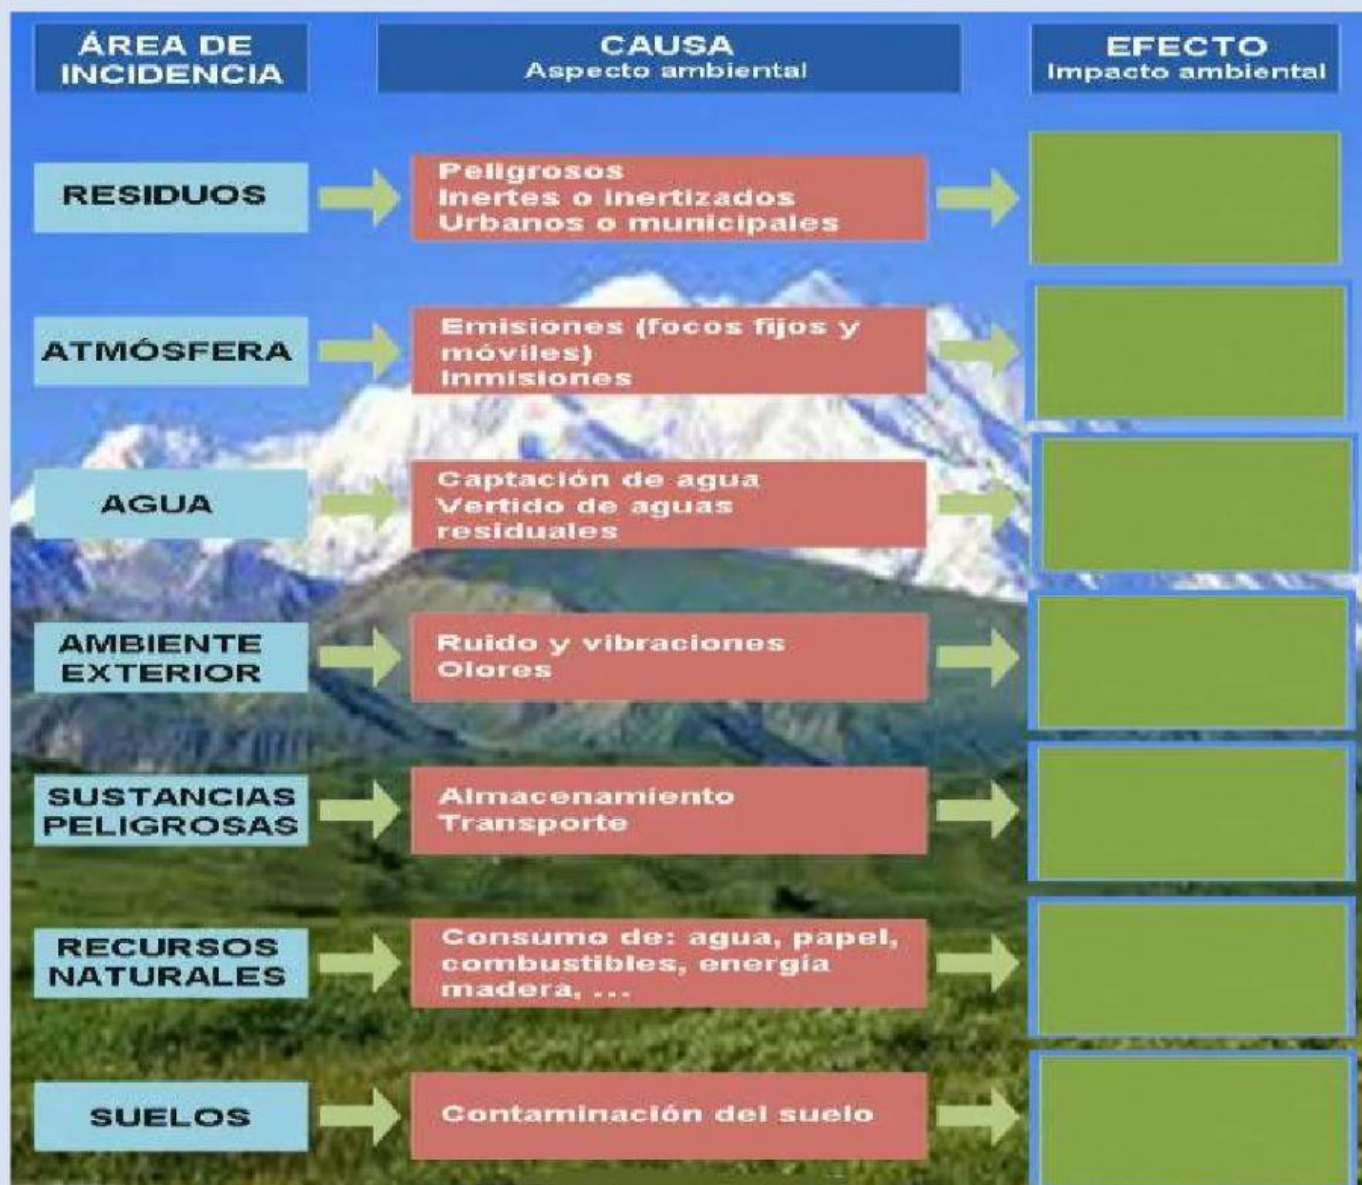 ÁREA DE
INCIDENCIA
CAUSA
Aspecto ambiental
EFECTO
Impacto ambiental
RESIDUOS
Peligrosos
Inertes o inertizados
Urbanos o municipales
ATMÓSFERA
Emisiones (focos fijos y
móviles)
Inmisiones
AGUA
Captación de agua
Vertido de aguas
residuales
AMBIENTE
EXTERIOR
Ruido y vibraciones
Olores
SUSTANCIAS
PELIGROSAS
Almacenamiento
Transporte
RECURSOS
NATURALES
Consumo de: agua, papel,
combustibles, energía
madera, ...
SUELOS
Contaminación del suelo